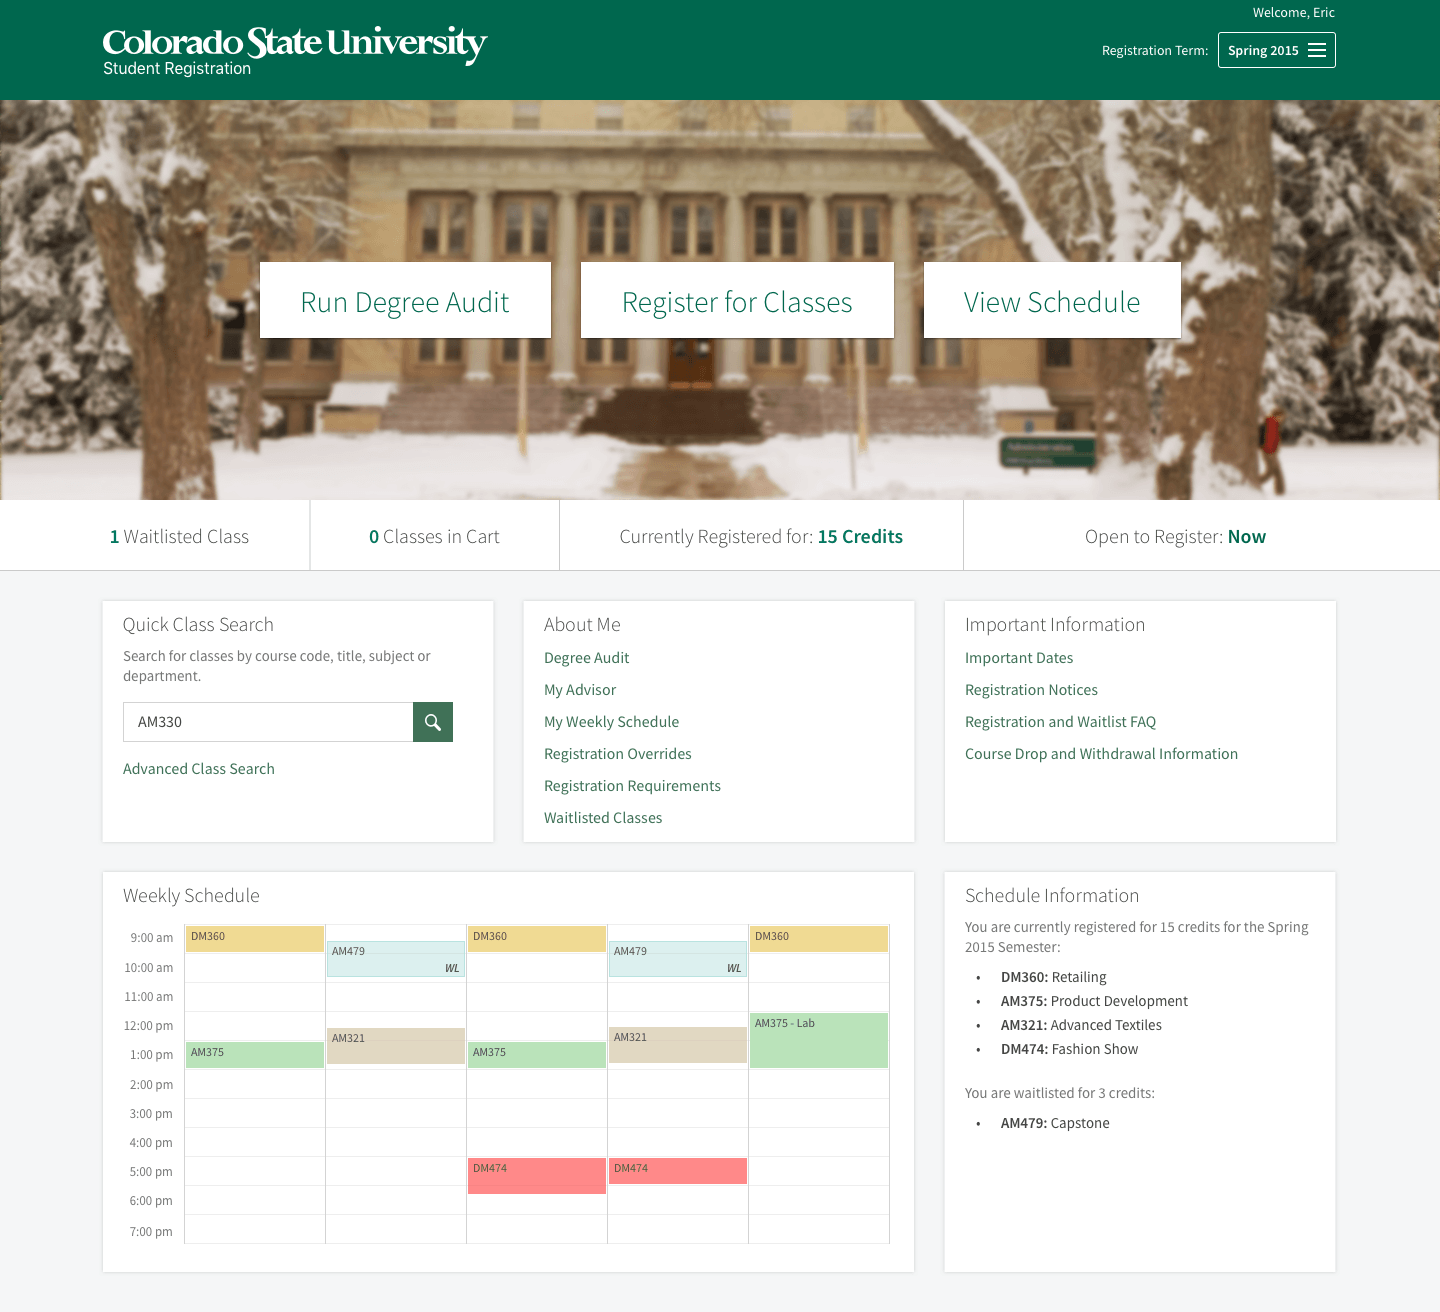 Welcome, Eric
Colorado State University
Student Registration
Registration Term: Spring 2015
Run Degree Audit
Register for Classes
View Schedule
Administration
1 Waitlisted Class
0 Classes in Cart
Currently Registered for: 15 Credits
Open to Register: Now
Quick Class Search
Search for classes by course code, title, subject or
department.
AM330
Advanced Class Search
About Me
Degree Audit
My Advisor
My Weekly Schedule
Registration Overrides
Registration Requirements
Waitlisted Classes
Important Information
Important Dates
Registration Notices
Registration and Waitlist FAQ
Course Drop and Withdrawal Information
Weekly Schedule
9:00 am
10:00 am
11:00 am
12:00 pm
1:00 pm
2:00 pm
3:00 pm
4:00 pm
5:00 pm
6:00 pm
7:00 pm
DM360
AM375
AM479
WL
AM321
DM360
AM375
DM474
AM479
WL
AM321
DM474
DM360
AM375 - Lab
Schedule Information
You are currently registered for 15 credits for the Spring
2015 Semester:
• DM360: Retailing
• AM375: Product Development
• AM321: Advanced Textiles
• DM474: Fashion Show
You are waitlisted for 3 credits:
• AM479: Capstone